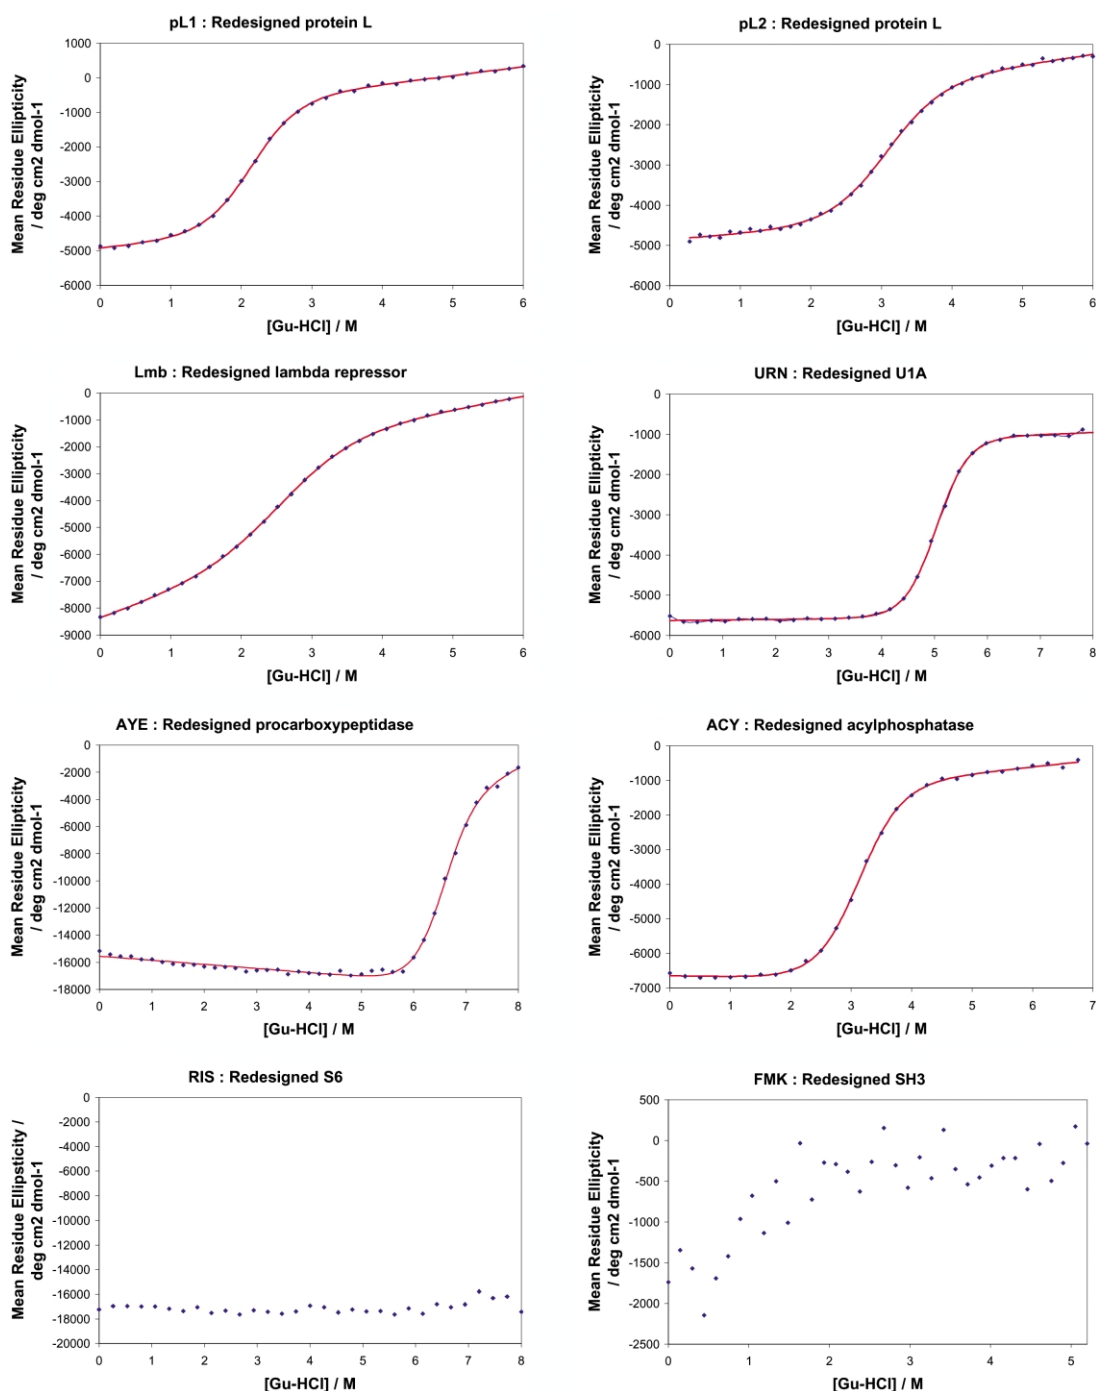 pL1 : Redesigned protein L
1000
0
-1000
-2000
-3000
-4000
-5000
-6000
0 1 2 3 4 5 6
Mean Residue Ellipticity
/ deg cm2 dmol-1
[Gu-HCl] / M
pL2 : Redesigned protein L
0
-1000
-2000
-3000
-4000
-5000
-6000
0 1 2 3 4 5 6
Mean Residue Ellipticity
/ deg cm2 dmol-1
[Gu-HCl] / M
Lmb : Redesigned lambda repressor
0
-1000
-2000
-3000
-4000
-5000
-6000
-7000
-8000
-9000
0 1 2 3 4 5 6
Mean Residue Ellipticity
/ deg cm2 dmol-1
[Gu-HCl] / M
URN : Redesigned U1A
0
-1000
-2000
-3000
-4000
-5000
-6000
0 1 2 3 4 5 6 7 8
Mean Residue Ellipticity
/ deg cm2 dmol-1
[Gu-HCl] / M
AYE : Redesigned procarboxypeptidase
0
-2000
-4000
-6000
-8000
-10000
-12000
-14000
-16000
-18000
0 1 2 3 4 5 6 7 8
Mean Residue Ellipticity
/ deg cm2 dmol-1
[Gu-HCl] / M
ACY : Redesigned acylphosphatase
0
-1000
-2000
-3000
-4000
-5000
-6000
-7000
0 1 2 3 4 5 6 7
Mean Residue Ellipticity
/ deg cm2 dmol-1
[Gu-HCl] / M
RIS : Redesigned S6
0
-2000
-4000
-6000
-8000
-10000
-12000
-14000
-16000
-18000
-20000
0 1 2 3 4 5 6 7 8
Mean Residue Ellipsticity /
deg cm2 dmol-1
[Gu-HCl] / M
FMK : Redesigned SH3
500
0
-500
-1000
-1500
-2000
-2500
0 1 2 3 4 5
Mean Residue Ellipticity
/ deg cm2 dmol-1
[Gu-HCl] / M